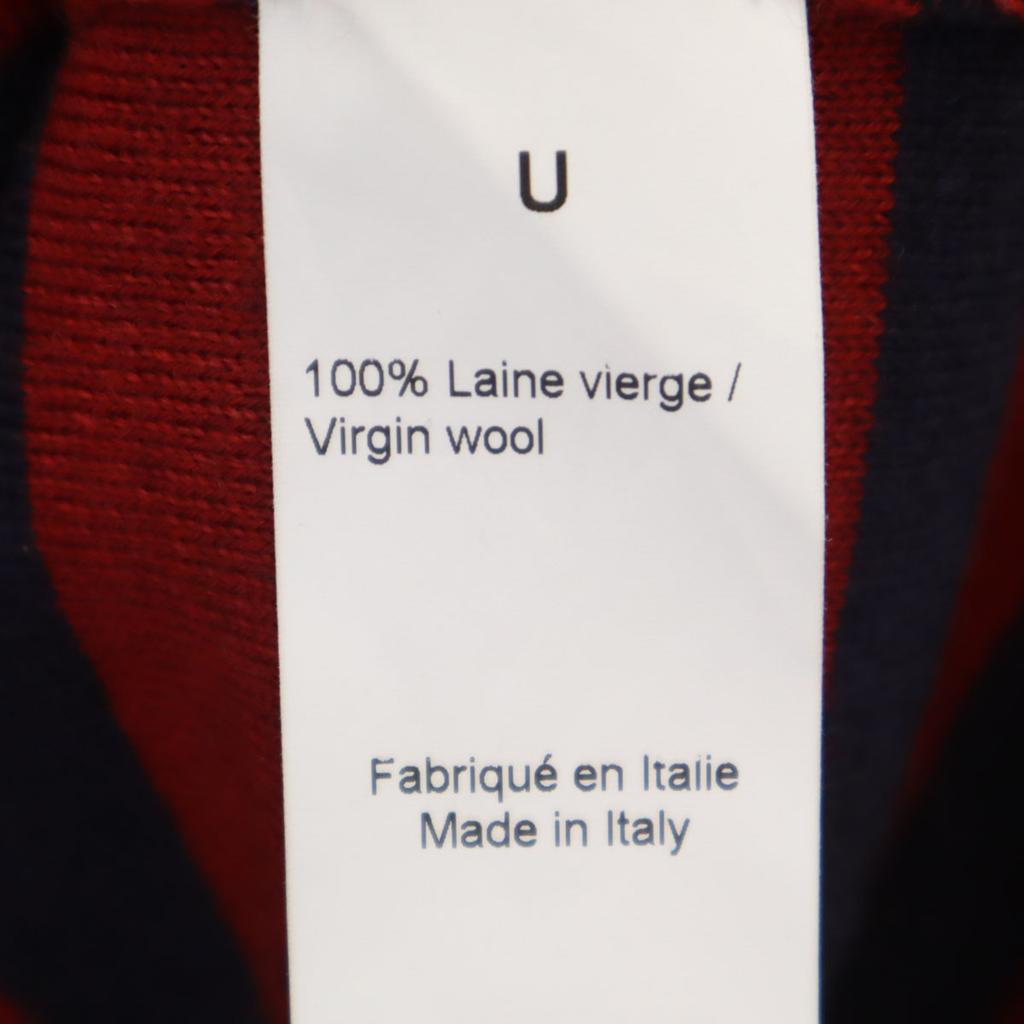 U
100% Laine vierge /
Virgin wool
Fabriqué en Italie
Made in Italy